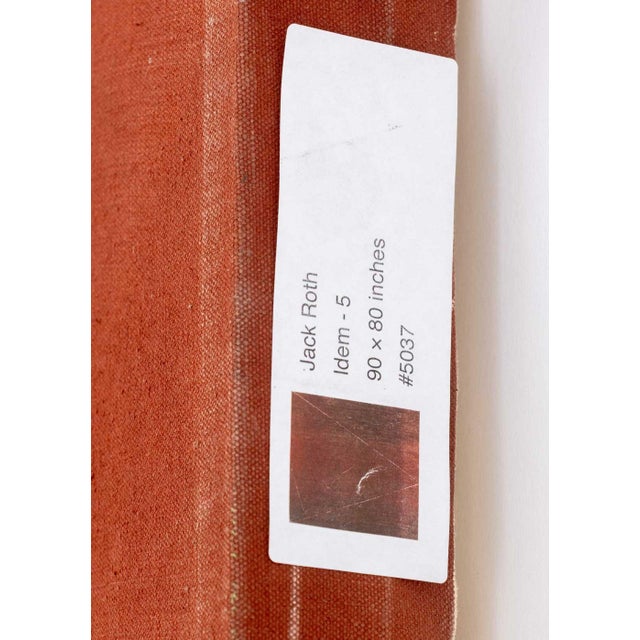 Jack Roth
Idem - 5
90 × 80 inches
#5037